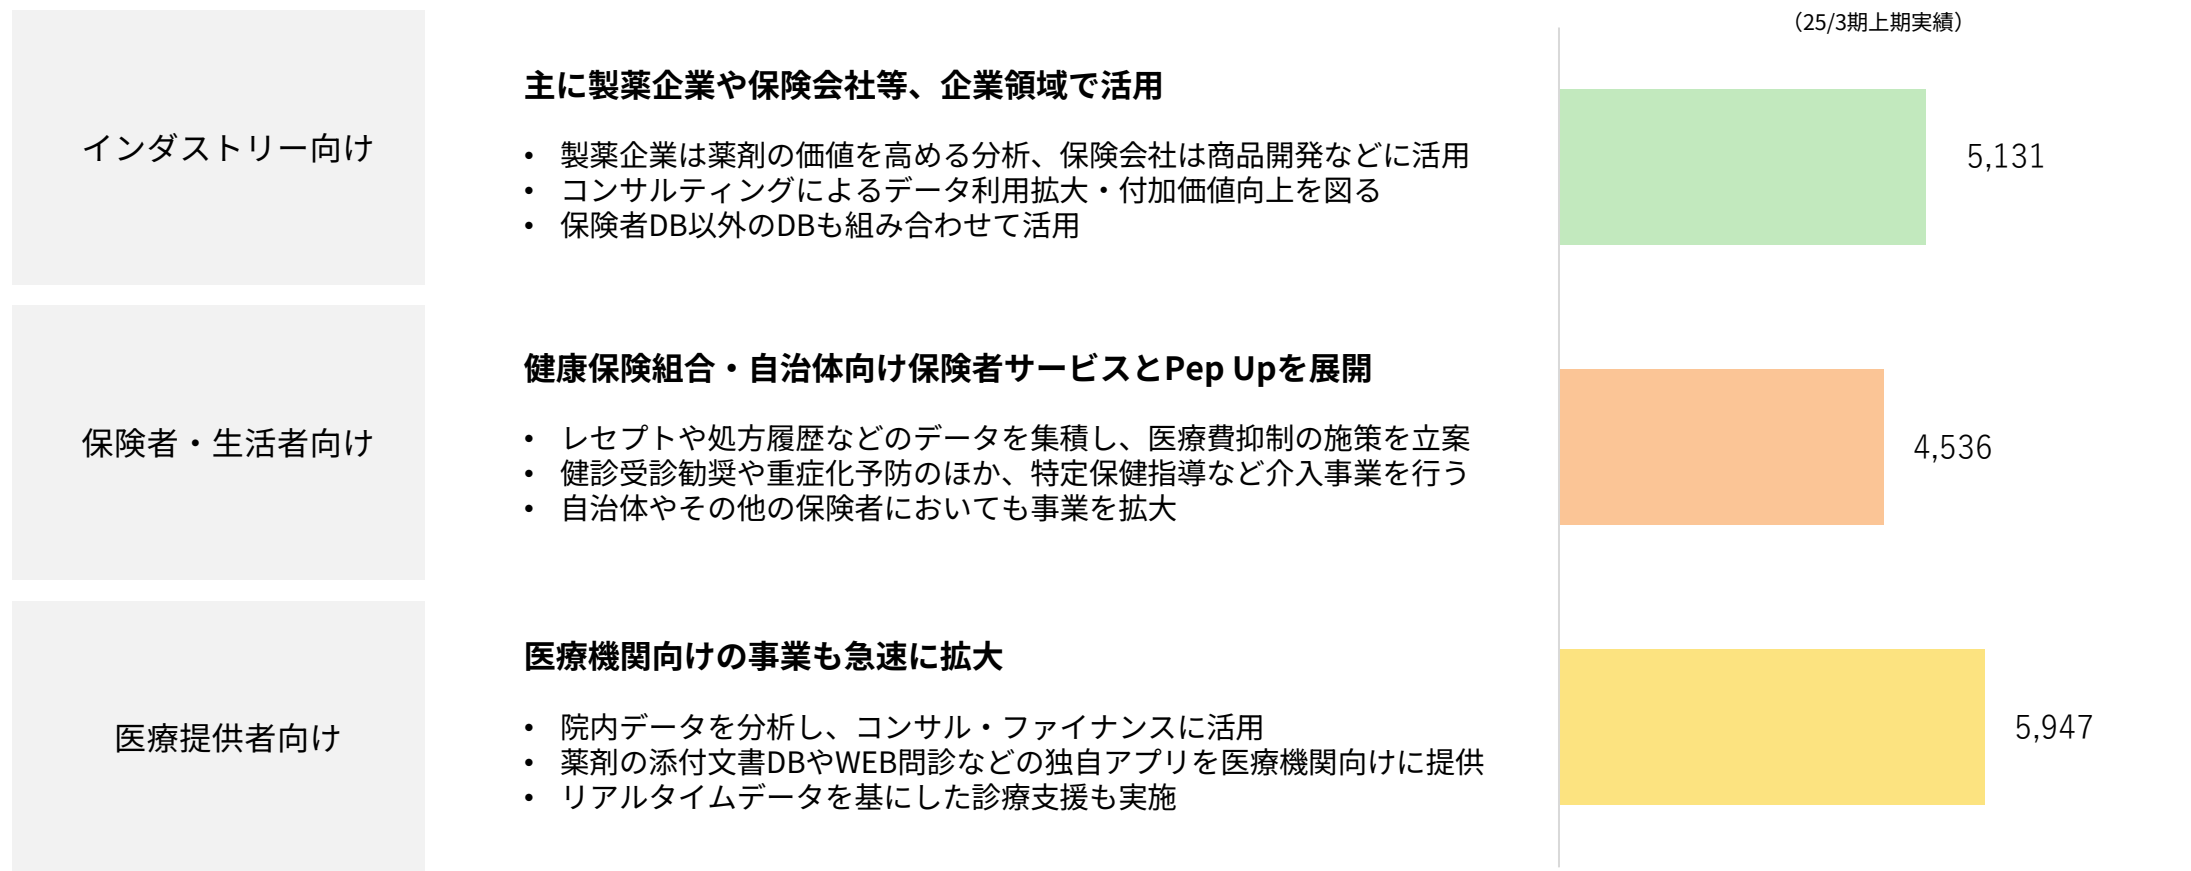 （25/3期上期実績）
インダストリー向け
主に製薬企業や保険会社等、企業領域で活用
• 製薬企業は薬剤の価値を高める分析、保険会社は商品開発などに活用
• コンサルティングによるデータ利用拡大・付加価値向上を図る
• 保険者DB以外のDBも組み合わせて活用
5,131
保険者・生活者向け
健康保険組合・自治体向け保険者サービスとPep Upを展開
• レセプトや処方履歴などのデータを集積し、医療費抑制の施策を立案
• 健診受診勧奨や重症化予防のほか、特定保健指導など介入事業を行う
• 自治体やその他の保険者においても事業を拡大
4,536
医療提供者向け
医療機関向けの事業も急速に拡大
• 院内データを分析し、コンサル・ファイナンスに活用
• 薬剤の添付文書DBやWEB問診などの独自アプリを医療機関向けに提供
• リアルタイムデータを基にした診療支援も実施
5,947